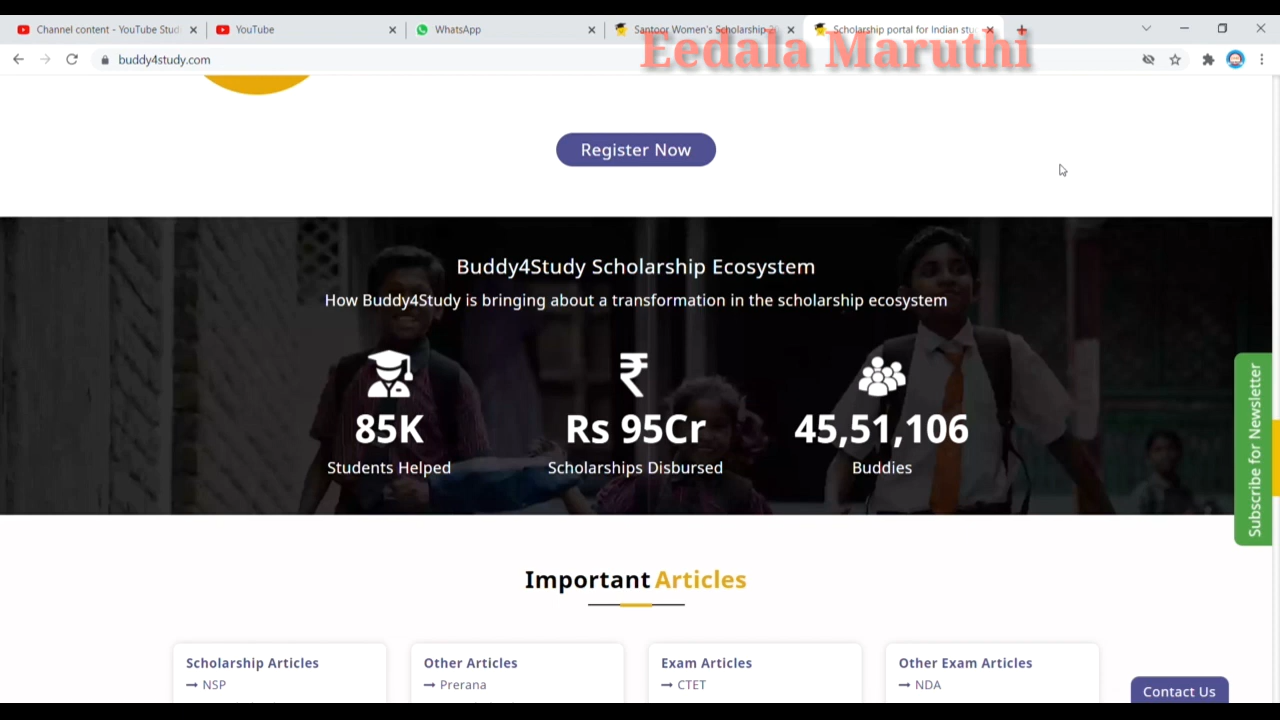 Channel content - YouTube Stud
YouTube
WhatsApp
Santoor Women's Scholarship 2
Scholarship portal for Indian stu
Eedala Maruthi
buddy4study.com
Register Now
Buddy4Study Scholarship Ecosystem
How Buddy4Study is bringing about a transformation in the scholarship ecosystem
85K
Rs 95Cr
45,51,106
Students Helped
Scholarships Disbursed
Buddies
Subscribe for Newsletter
Important Articles
Scholarship Articles
Other Articles
Exam Articles
Other Exam Articles
NSP
Prerana
CTET
NDA
Contact Us